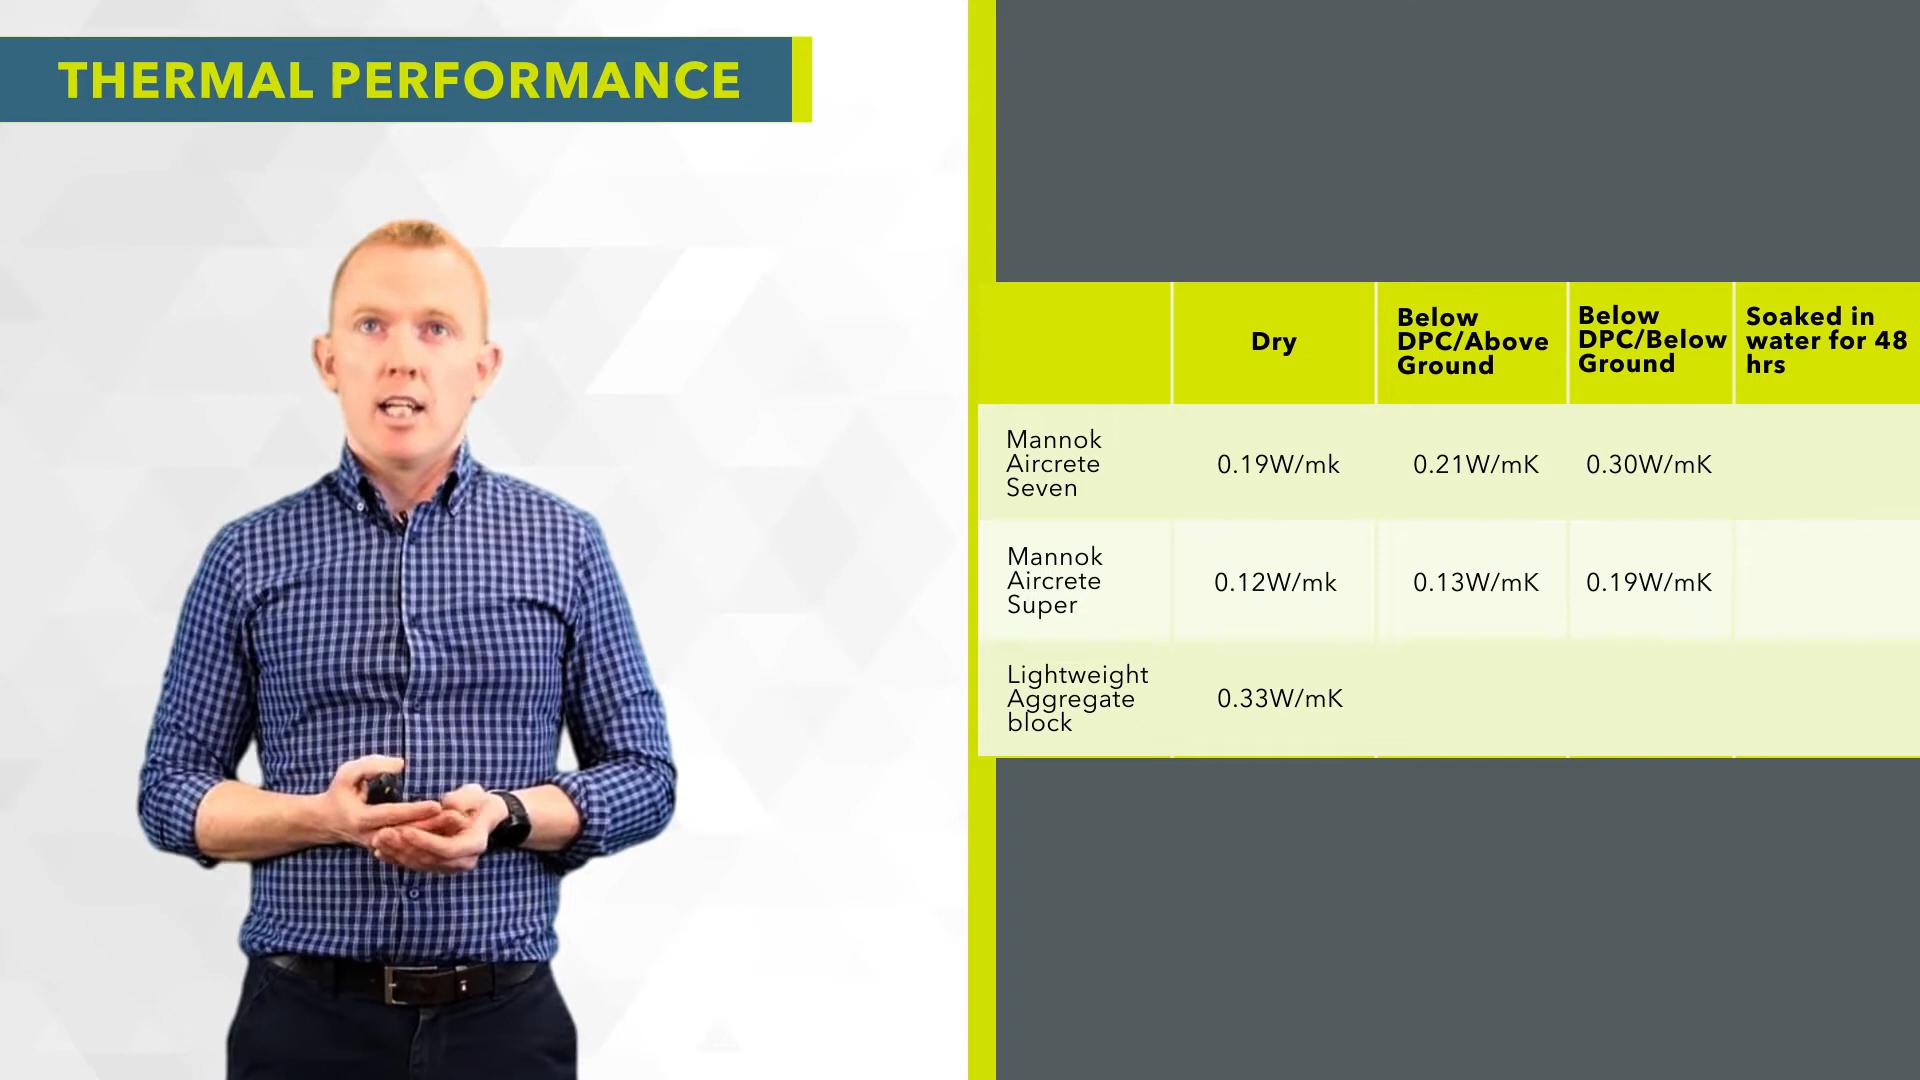 THERMAL PERFORMANCE
Dry
Below
DPC/Above
Ground
Below
DPC/Below
Ground
Soaked in
water for 48
hrs
Mannok
Aircrete
Seven
0.19W/mk
0.21W/mK
0.30W/mK
Mannok
Aircrete
Super
0.12W/mk
0.13W/mK
0.19W/mK
Lightweight
Aggregate
block
0.33W/mK